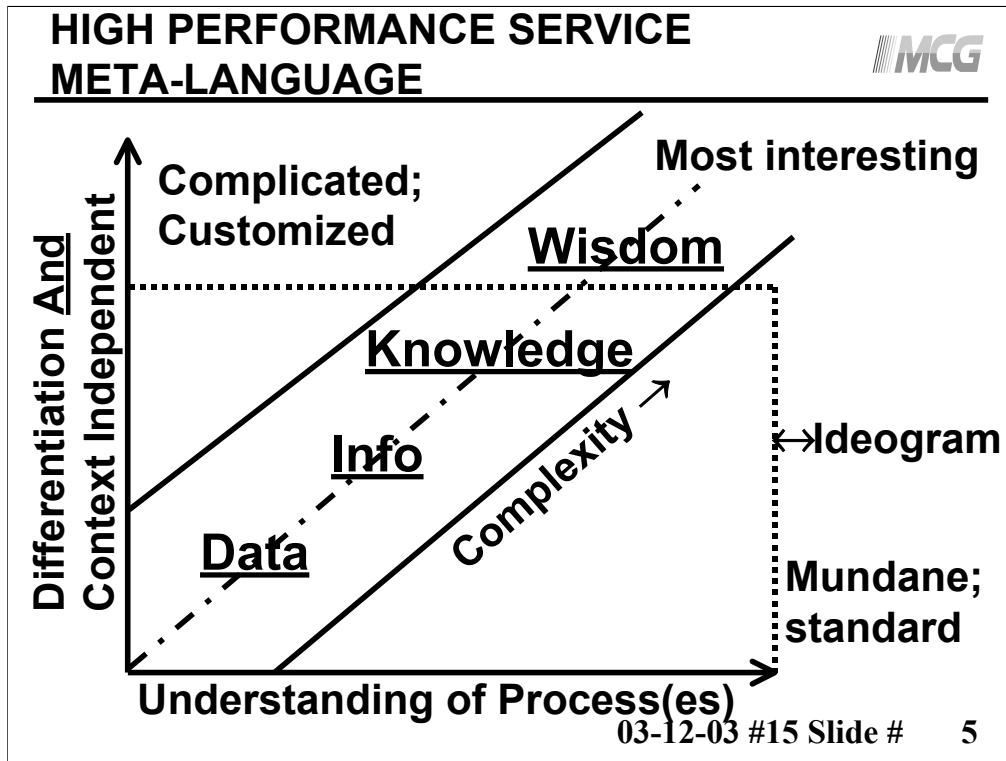 HIGH PERFORMANCE SERVICE
META-LANGUAGE
MCG
Differentiation And
Context Independent
Complicated;
Customized
Most interesting
Wisdom
Knowledge
Info
Data
Complexity →
↔Ideogram
Mundane;
standard
Understanding of Process(es)
03-12-03 #15 Slide # 5